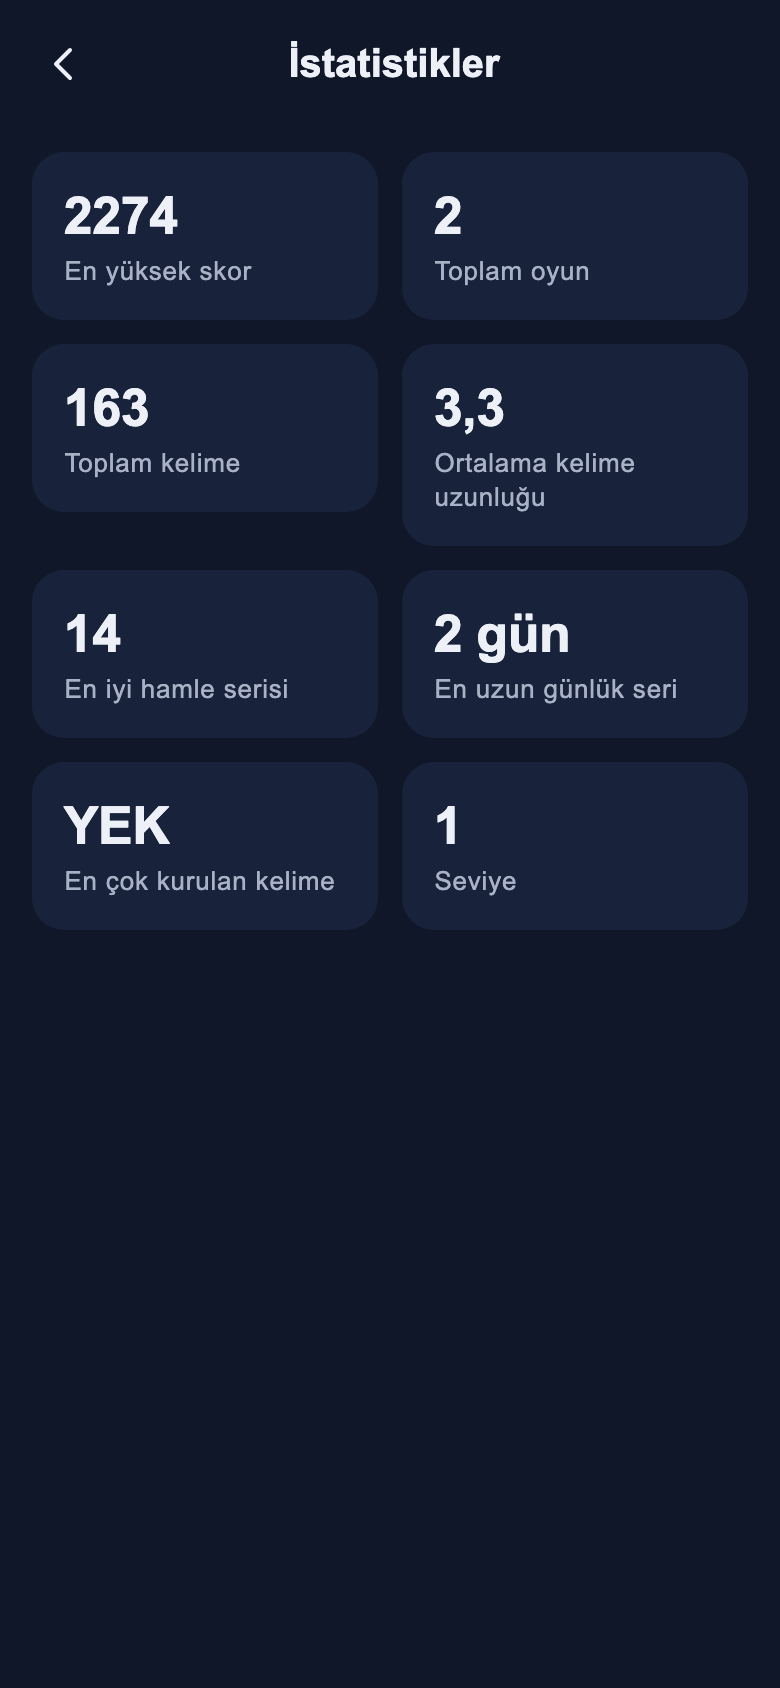 İstatistikler
2274
En yüksek skor
2
Toplam oyun
163
Toplam kelime
3,3
Ortalama kelime
uzunluğu
14
En iyi hamle serisi
2 gün
En uzun günlük seri
YEK
En çok kurulan kelime
1
Seviye